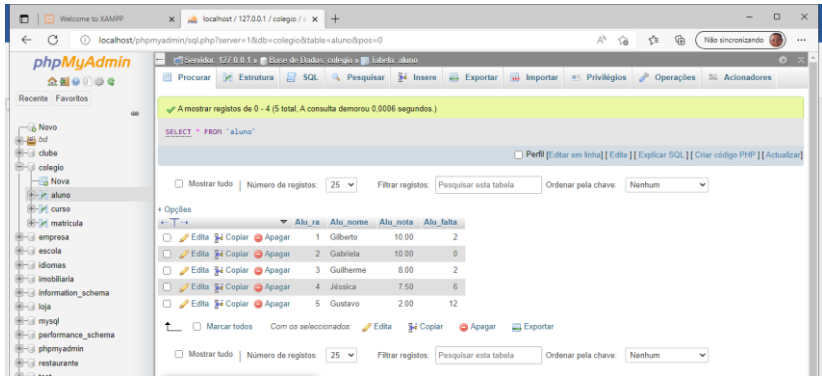 Welcome to XAMPP
localhost / 127.0.0.1 / colegio / c
localhost/phpmyadmin/sql.php?server=1&db=colegio&table=aluno&pos=0
Não sincronizando
phpMyAdmin
Recente Favoritos
Novo
bd
clube
colegio
Nova
aluno
curso
matricula
empresa
escola
idiomas
imobiliaria
information_schema
loja
mysql
performance_schema
phpmyadmin
restaurante
Servidor: 127.0.0.1 » Base de Dados: colegio » tabela: aluno
Procurar Estrutura SQL Pesquisar Insere Exportar Importar Privilégios Operações Acionadores
A mostrar registos de 0 - 4 (5 total, A consulta demorou 0,0006 segundos.)
SELECT * FROM `aluno`
Perfil [Editar em linha] [ Edita ] [ Explicar SQL ] [ Criar código PHP ] [ Actualizar]
Mostrar tudo Número de registos: 25 Filtrar registos: Pesquisar esta tabela Ordenar pela chave: Nenhum
+ Opções
←T→ Alu_ra Alu_nome Alu_nota Alu_falta
Edita Copiar Apagar 1 Gilberto 10.00 2
Edita Copiar Apagar 2 Gabriela 10.00 0
Edita Copiar Apagar 3 Guilherme 8.00 2
Edita Copiar Apagar 4 Jéssica 7.50 6
Edita Copiar Apagar 5 Gustavo 2.00 12
Marcar todos Com os seleccionados: Edita Copiar Apagar Exportar
Mostrar tudo Número de registos: 25 Filtrar registos: Pesquisar esta tabela Ordenar pela chave: Nenhum